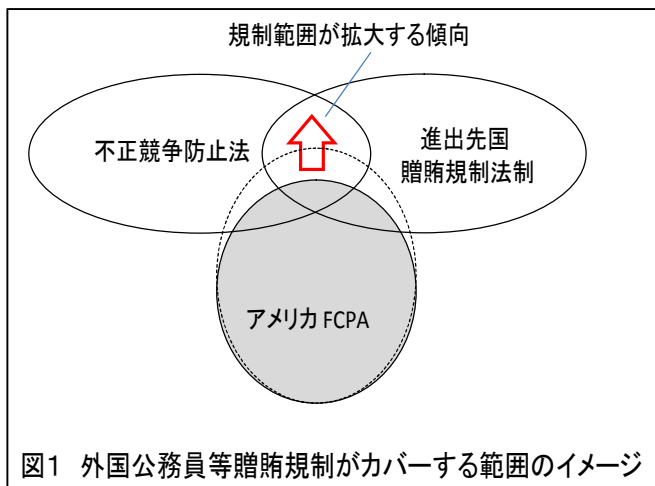 規制範囲が拡大する傾向
不正競争防止法
進出先国
贈賄規制法制
アメリカ FCPA
図1 外国公務員等贈賄規制がカバーする範囲のイメージ